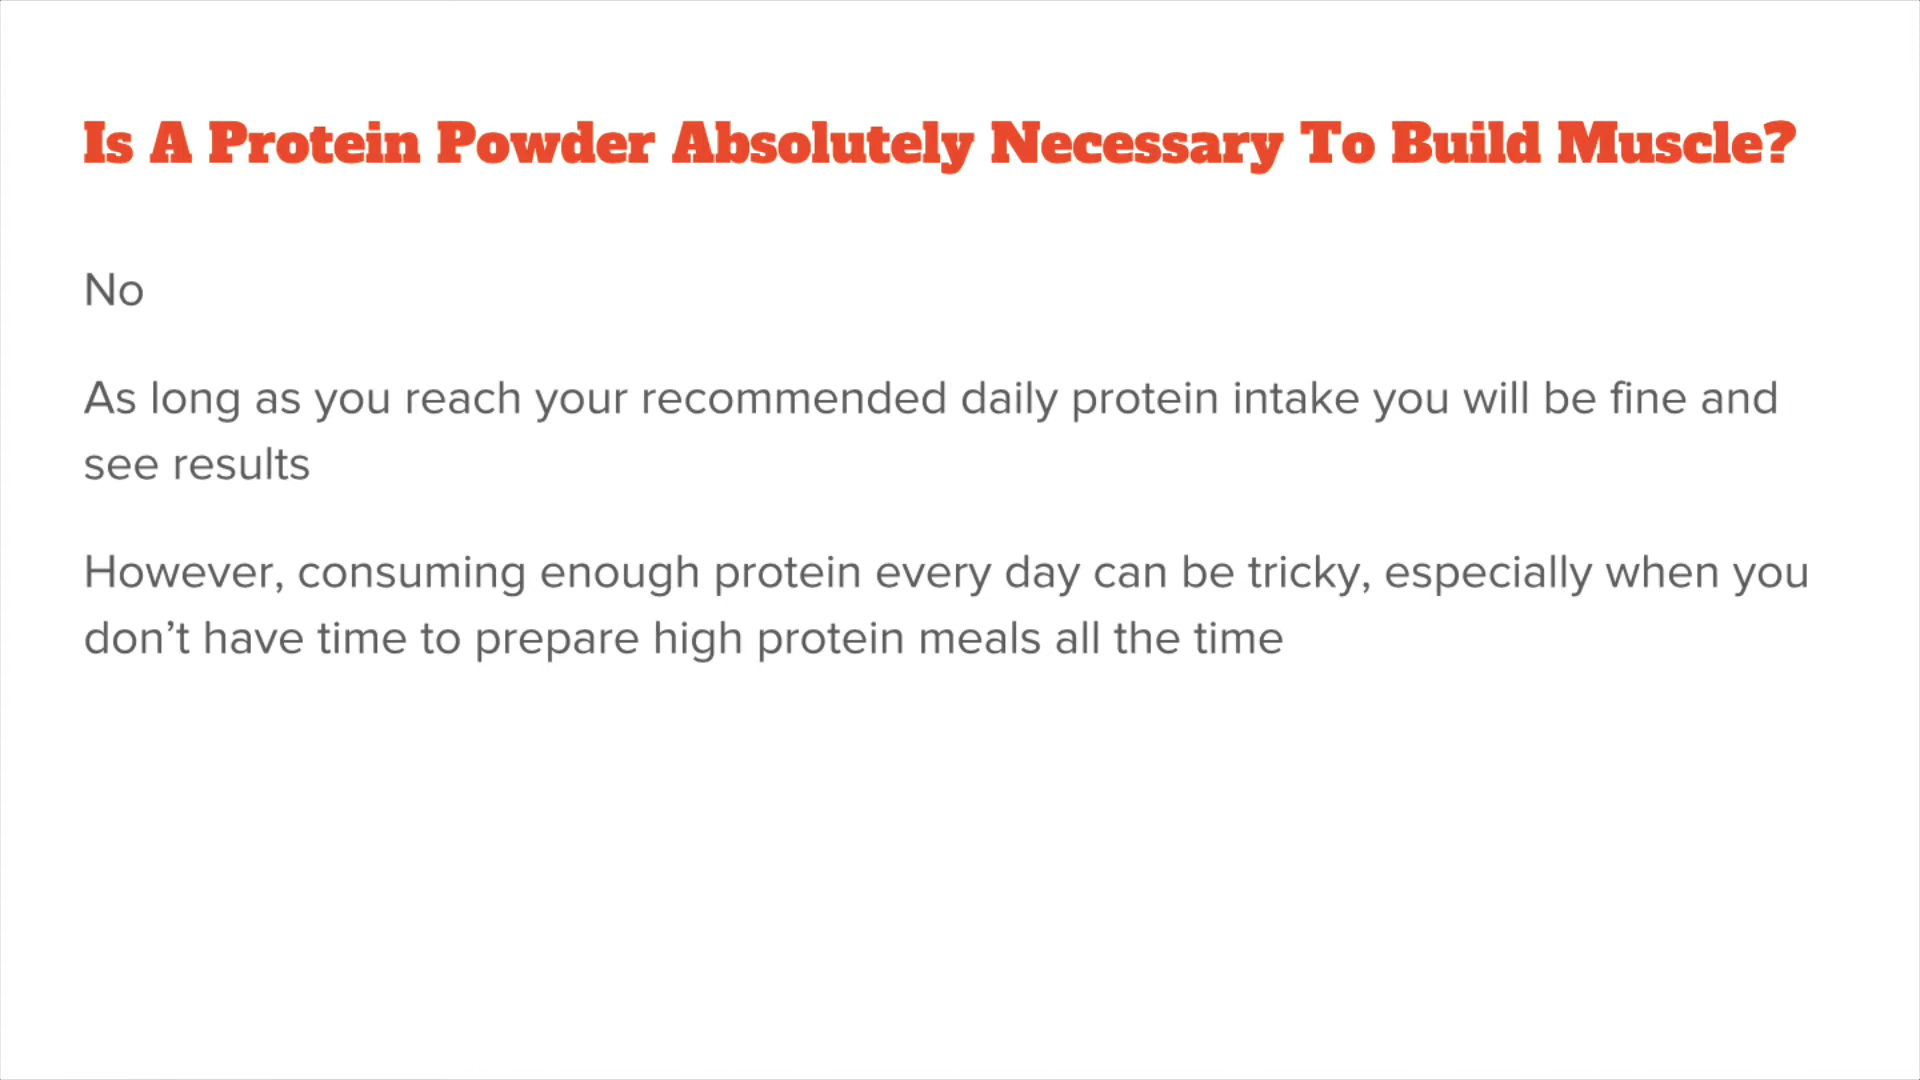 Is A Protein Powder Absolutely Necessary To Build Muscle?
No
As long as you reach your recommended daily protein intake you will be fine and
see results
However, consuming enough protein every day can be tricky, especially when you
don’t have time to prepare high protein meals all the time